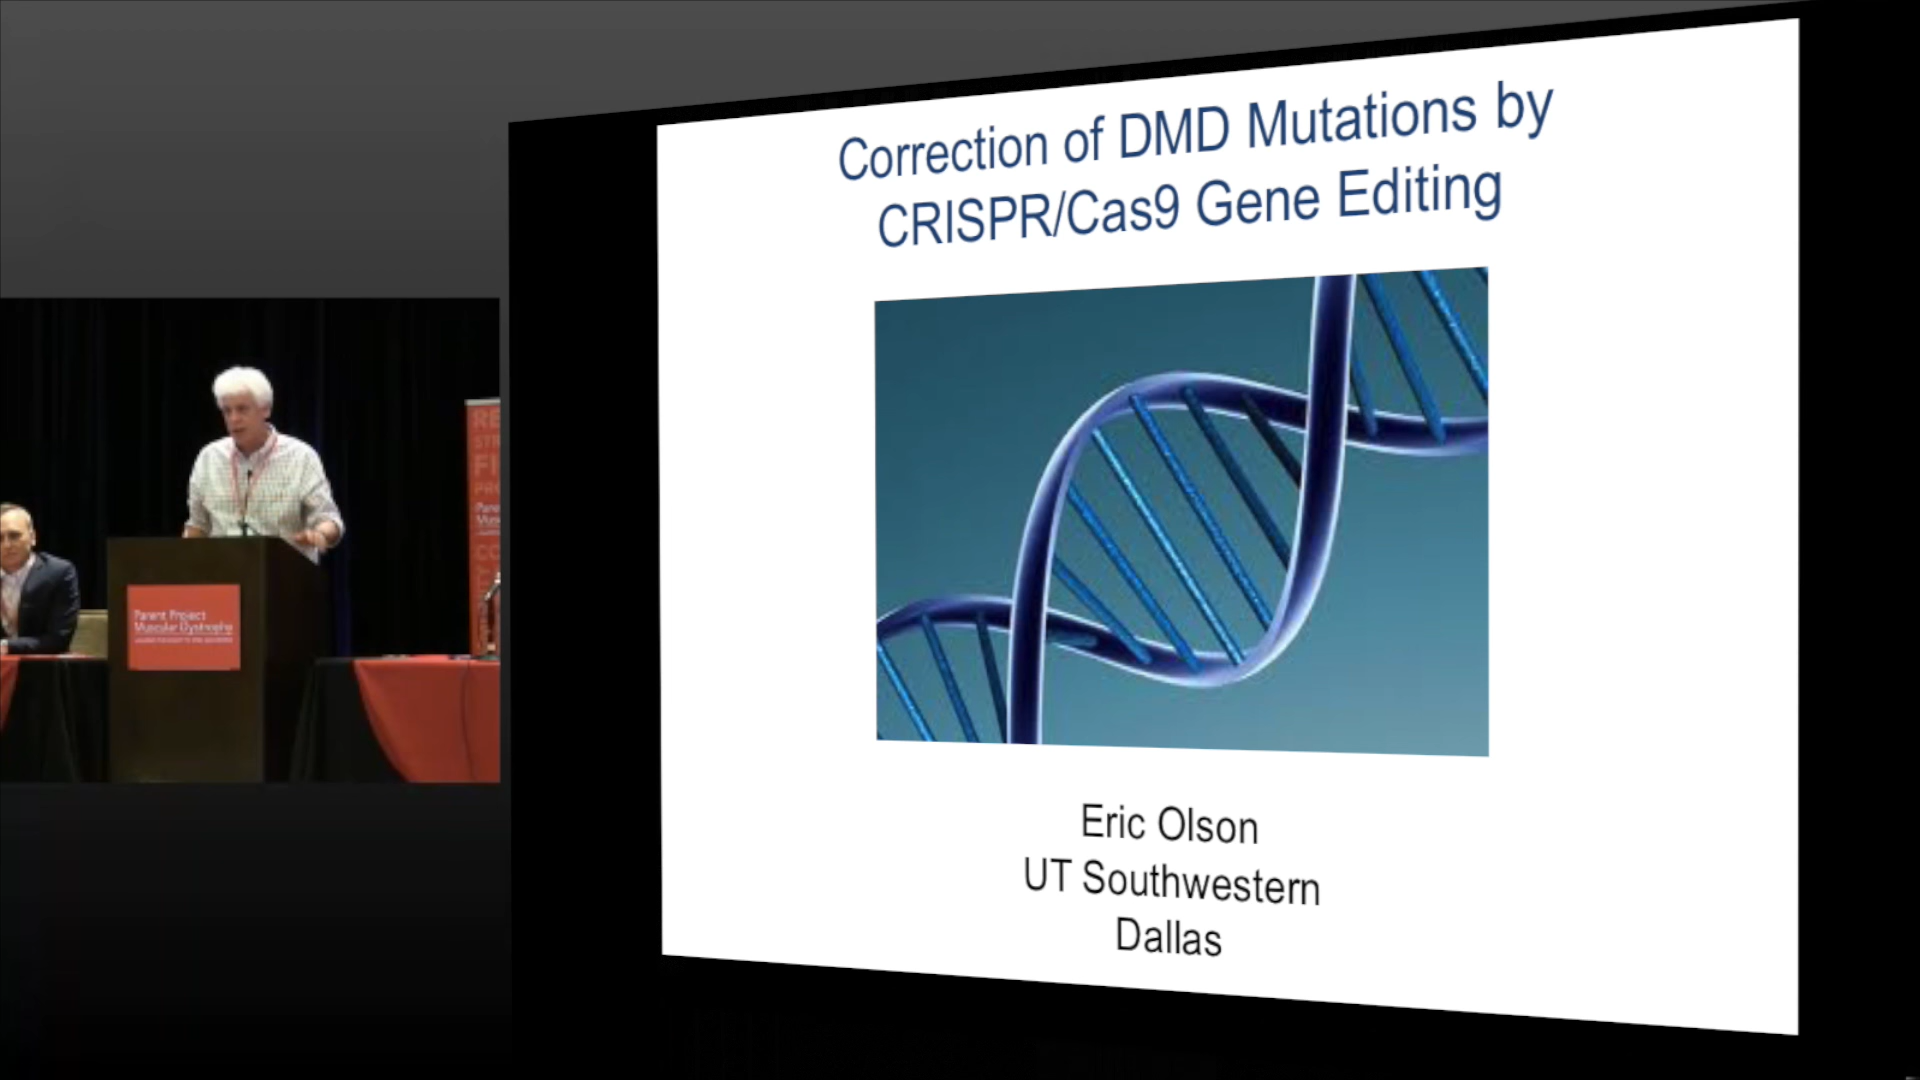 Correction of DMD Mutations by
CRISPR/Cas9 Gene Editing
Eric Olson
UT Southwestern
Dallas
Parent Project
Muscular Dystrophy